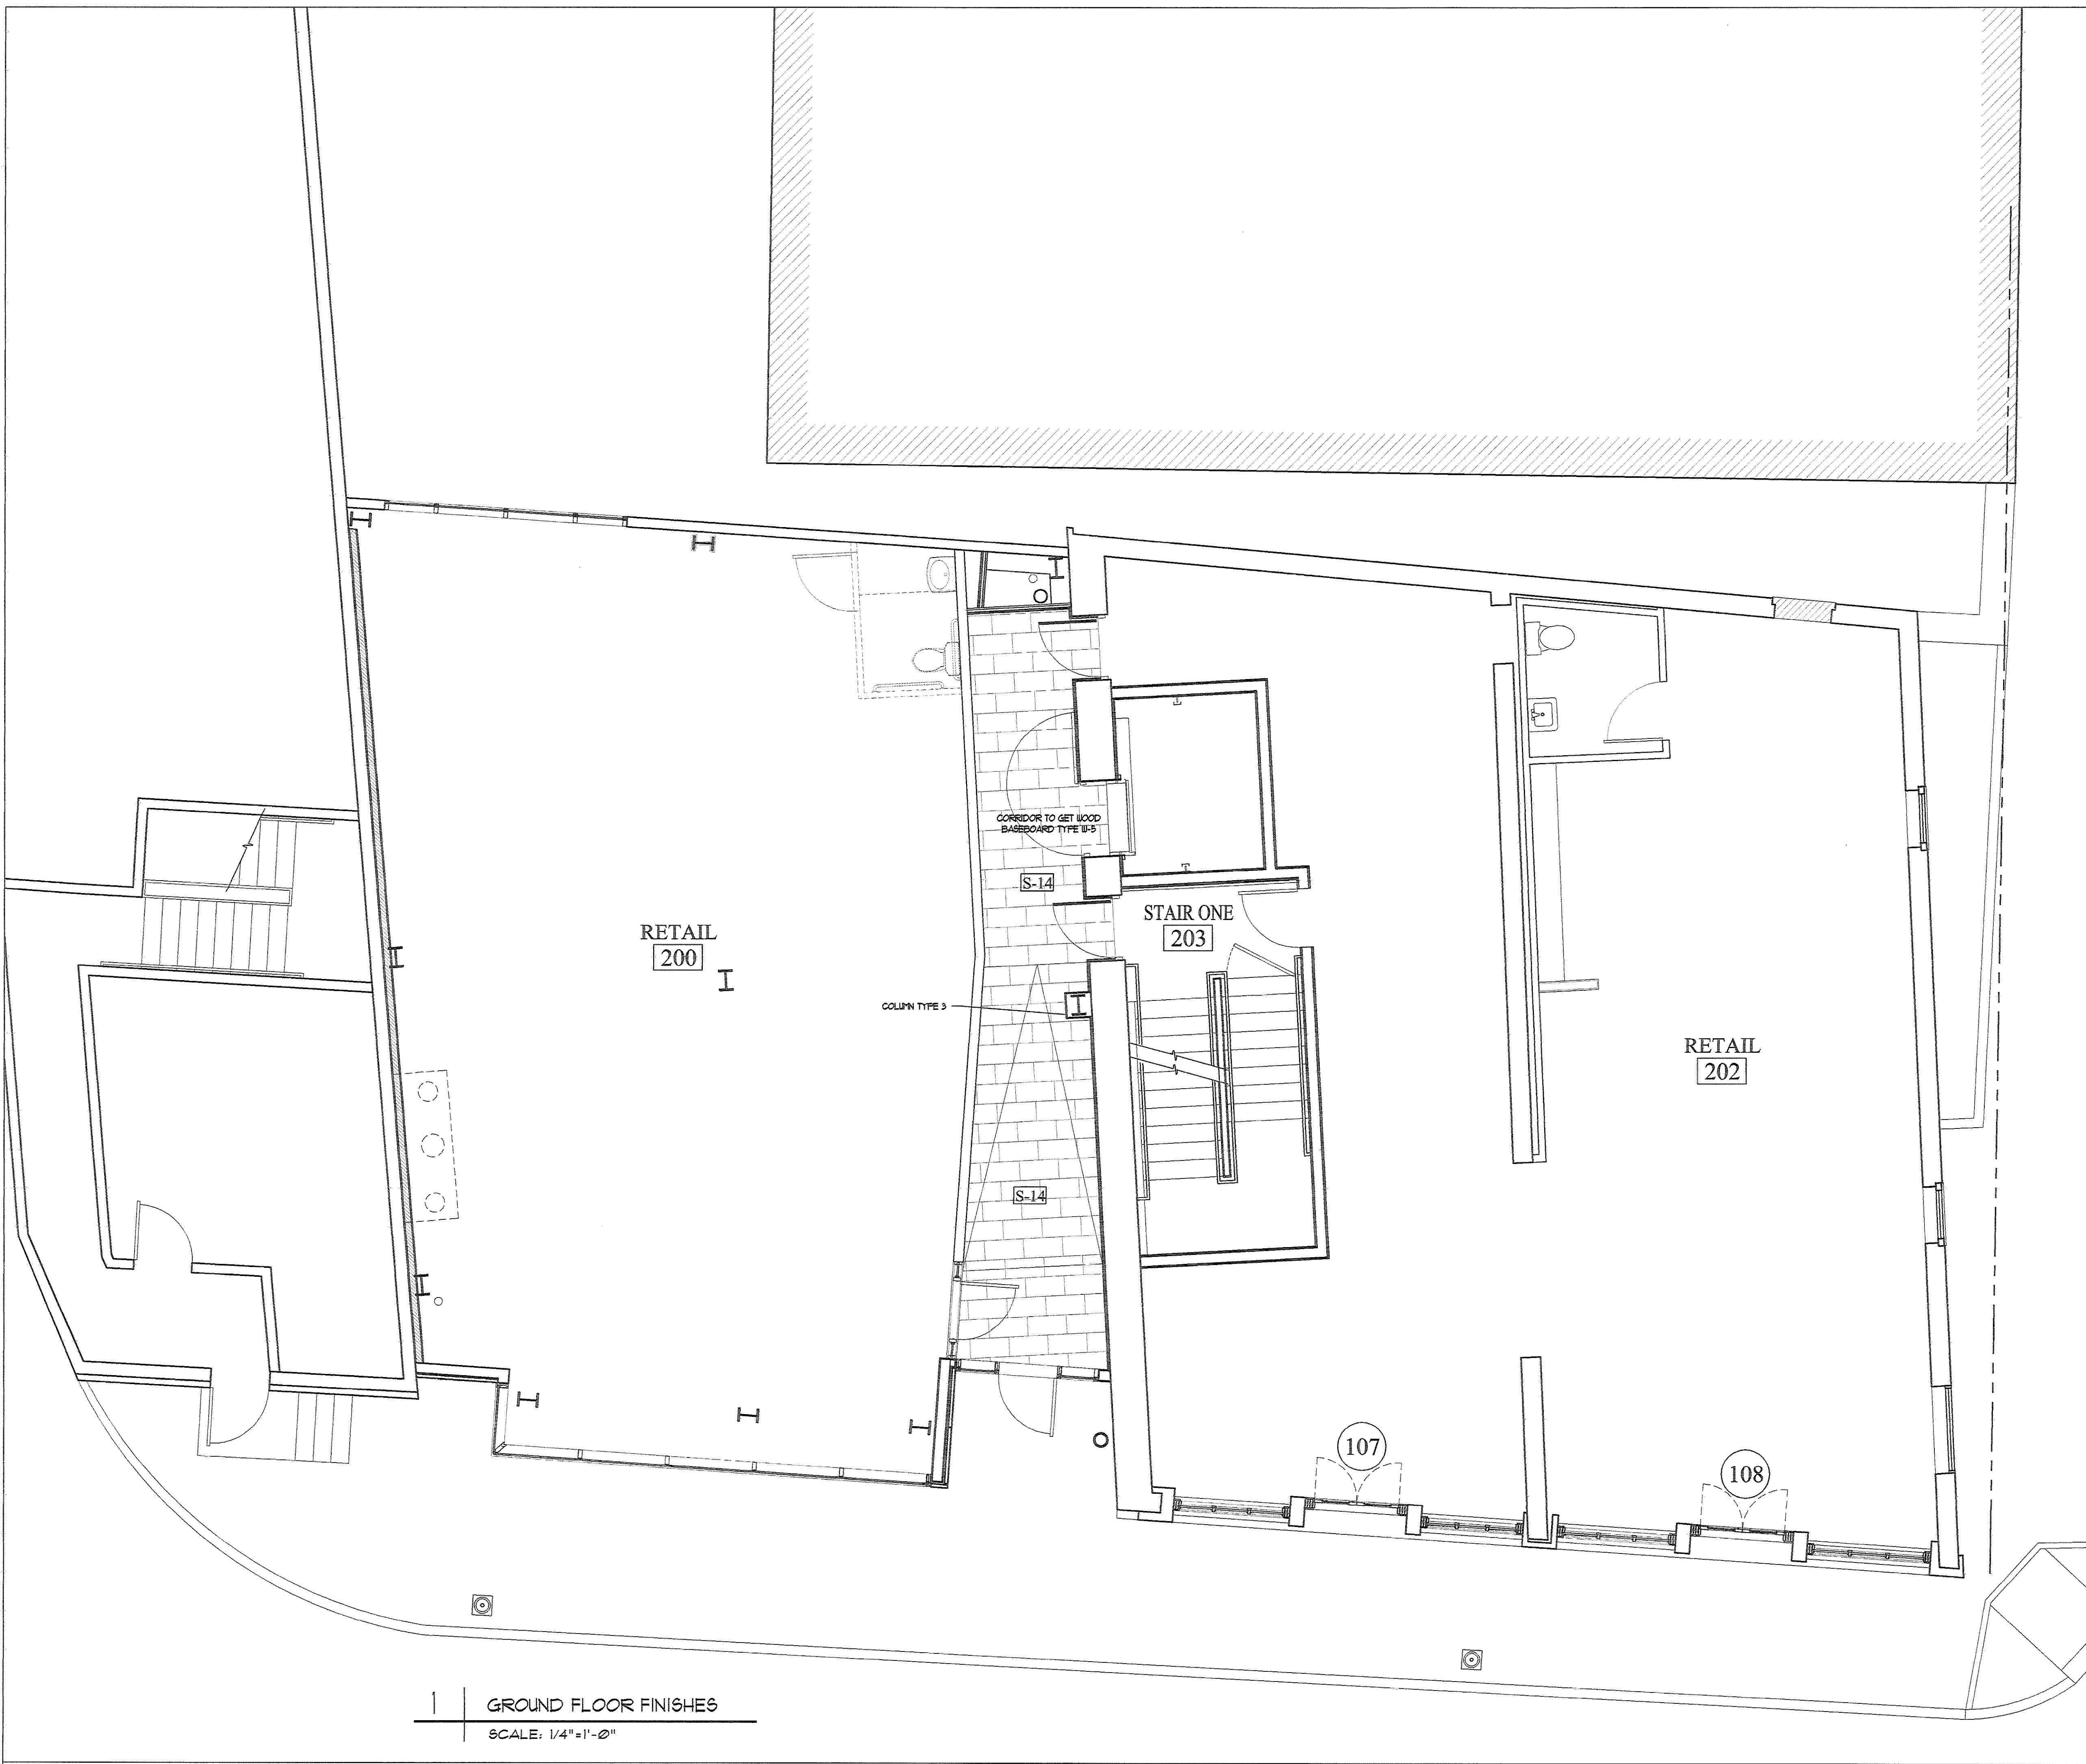 CORRIDOR TO GET WOOD
BASEBOARD TYPE W-5
S-14
STAIR ONE
203
RETAIL
200
COLUMN TYPE 3
RETAIL
202
S-14
107
108
1
GROUND FLOOR FINISHES
SCALE: 1/4"=1'-0"